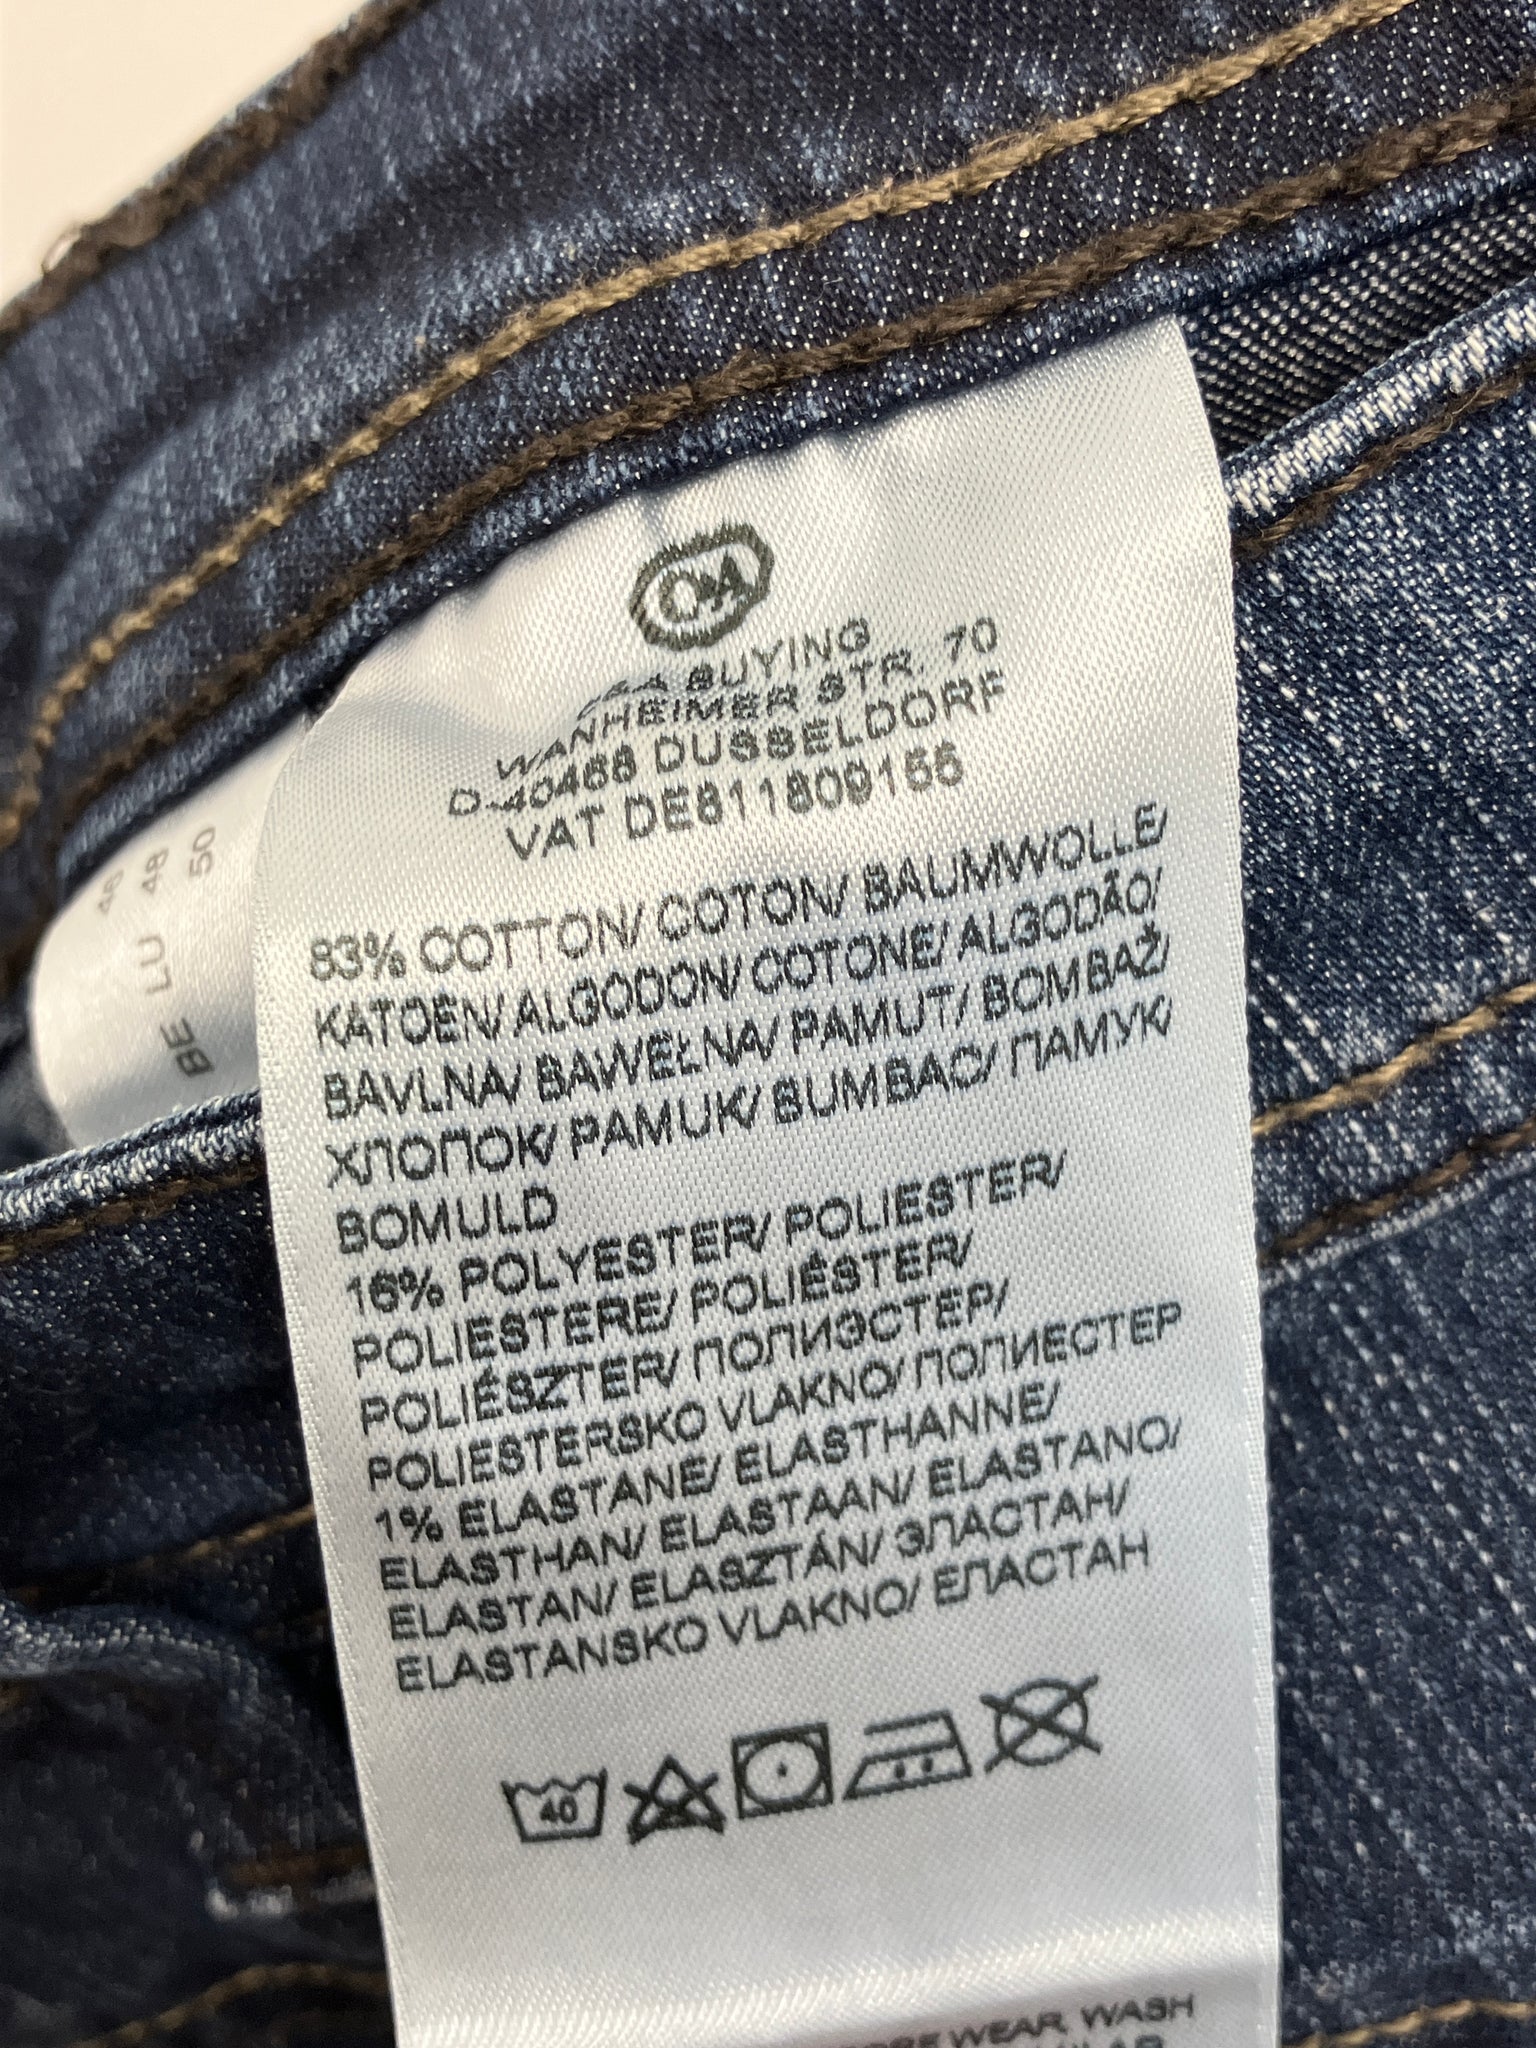 C&A
C&A BUYING
WANHEIMER STR. 70
D-40468 DUSSELDORF
VAT DE811809155
83% COTTON/ COTON/ BAUMWOLLE/
KATOEN/ ALGODON/ COTONE/ ALGODÃO/
BAVLNA/ BAWEŁNA/ PAMUT/ BOMBAŽ/
ХЛОПОК/ PAMUK/ BUMBAC/ ПАМУК/
BOMULD
16% POLYESTER/ POLIESTER/
POLIESTERE/ POLIÉSTER/
POLIÉSZTER/ ПОЛИЭСТЕР/
POLIESTERSKO VLAKNO/ ПОЛИЕСТЕР
1% ELASTANE/ ELASTHANNE/
ELASTHAN/ ELASTAAN/ ELASTANO/
ELASTAN/ ELASZTÁN/ ЭЛАСТАН/
ELASTANSKO VLAKNO/ ЕЛАСТАН
40
WEAR, WASH
46
LU 48
BE 50